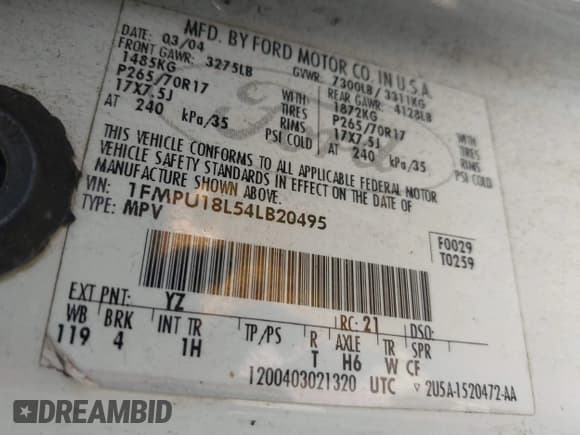 MFD. BY FORD MOTOR CO. IN U.S.A.
DATE: 03/04 GVWR: 7300LB/ 3311KG
FRONT GAWR: 3275LB REAR GAWR: 4128LB
1485KG WITH 1872KG WITH
P265/70R17 TIRES P265/70R17 TIRES
17X7.5J RIMS 17X7.5J RIMS
AT 240 kPa/35 PSI COLD AT 240 kPa/35 PSI COLD
THIS VEHICLE CONFORMS TO ALL APPLICABLE FEDERAL MOTOR
VEHICLE SAFETY STANDARDS IN EFFECT ON THE DATE OF
MANUFACTURE SHOWN ABOVE.
VIN: 1FMPU18L54LB20495
TYPE: MPV
F0029
T0259
EXT PNT: YZ RC: 21 DSO:
WB BRK INT TR TP/PS R AXLE TR SPR
119 4 1H T H6 W CF
1200403021320 UTC ▽ 2U5A-1520472-AA
Ford
DREAMBID